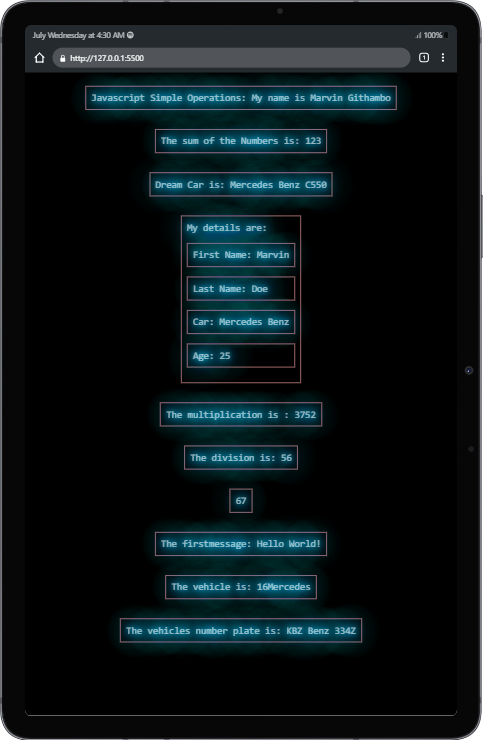 July Wednesday at 4:30 AM
100%
http://127.0.0.1:5500
1
Javascript Simple Operations: My name is Marvin Githambo
The sum of the Numbers is: 123
Dream Car is: Mercedes Benz C550
My details are:
First Name: Marvin
Last Name: Doe
Car: Mercedes Benz
Age: 25
The multiplication is : 3752
The division is: 56
67
The firstmessage: Hello World!
The vehicle is: 16Mercedes
The vehicles number plate is: KBZ Benz 334Z